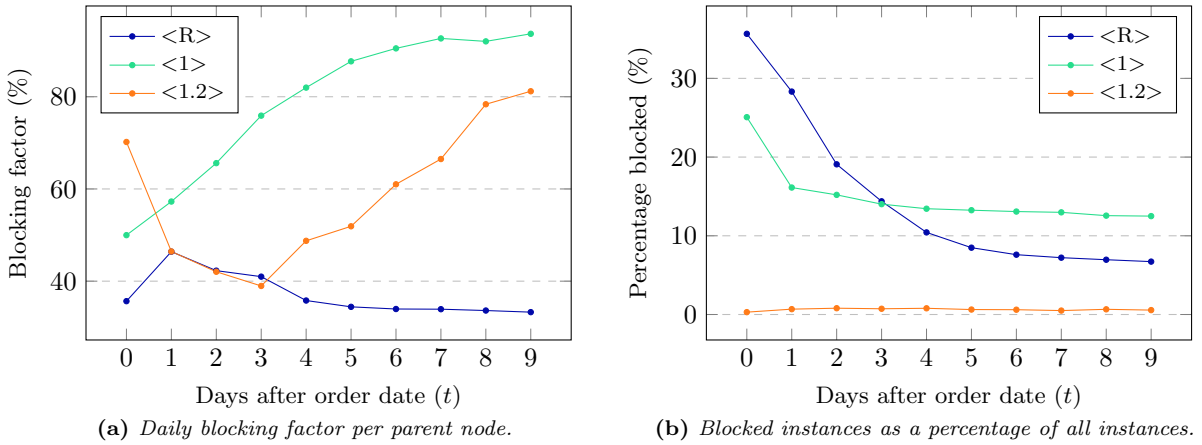 <R>
<1>
<1.2>
Blocking factor (%)
80
60
40
0 1 2 3 4 5 6 7 8 9
Days after order date (t)
(a) Daily blocking factor per parent node.
<R>
<1>
<1.2>
Percentage blocked (%)
30
20
10
0
0 1 2 3 4 5 6 7 8 9
Days after order date (t)
(b) Blocked instances as a percentage of all instances.